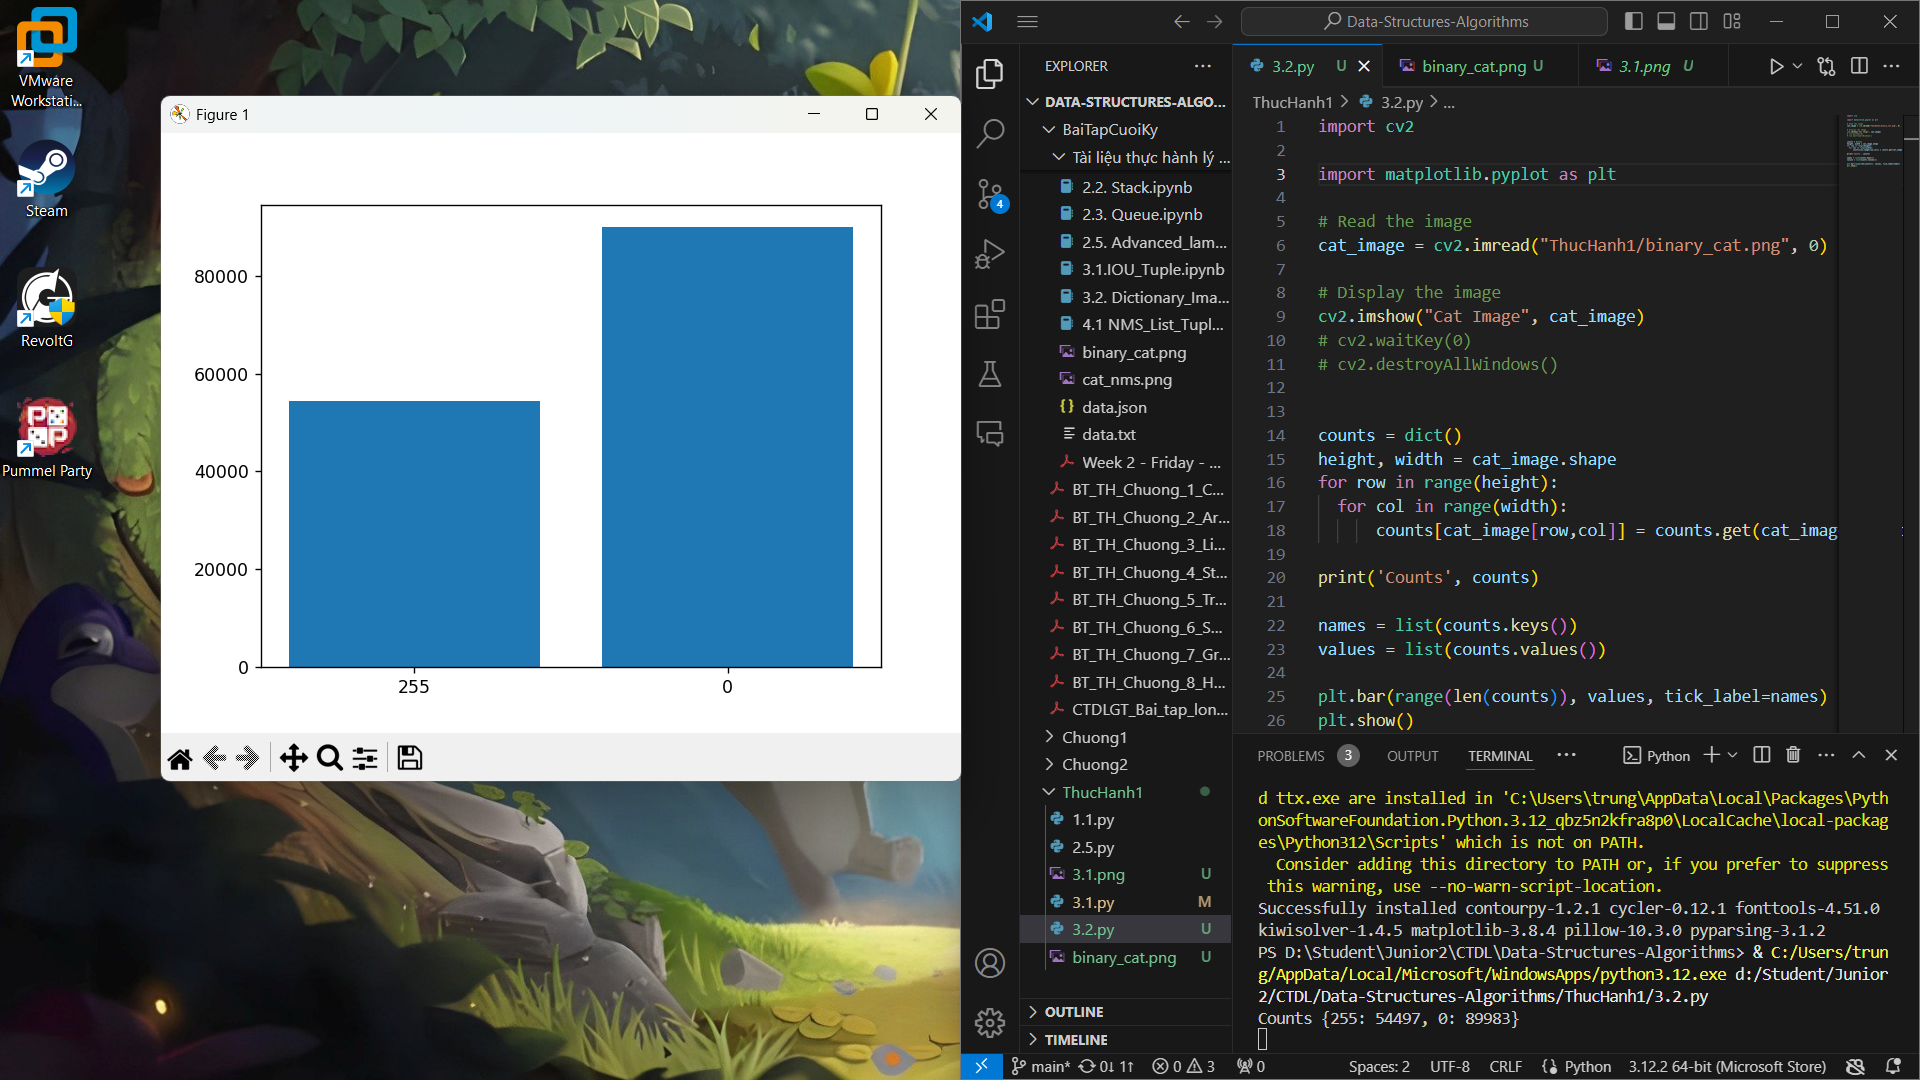 VMware
Workstati...
Steam
RevoltG
Pummel Party
Figure 1
80000
60000
40000
20000
0
255
0
Data-Structures-Algorithms
EXPLORER
DATA-STRUCTURES-ALGO...
BaiTapCuoiKy
Tài liệu thực hành lý ...
2.2. Stack.ipynb
2.3. Queue.ipynb
2.5. Advanced_lam...
3.1.IOU_Tuple.ipynb
3.2. Dictionary_Ima...
4.1 NMS_List_Tupl...
binary_cat.png
cat_nms.png
data.json
data.txt
Week 2 - Friday - ...
BT_TH_Chuong_1_C...
BT_TH_Chuong_2_Ar...
BT_TH_Chuong_3_Li...
BT_TH_Chuong_4_St...
BT_TH_Chuong_5_Tr...
BT_TH_Chuong_6_S...
BT_TH_Chuong_7_Gr...
BT_TH_Chuong_8_H...
CTDLGT_Bai_tap_lon...
Chuong1
Chuong2
ThucHanh1
1.1.py
2.5.py
3.1.png U
3.1.py M
3.2.py U
binary_cat.png U
OUTLINE
TIMELINE
4
3.2.py U
binary_cat.png U
3.1.png U
ThucHanh1 > 3.2.py > ...
1 import cv2
2
3 import matplotlib.pyplot as plt
4
5 # Read the image
6 cat_image = cv2.imread("ThucHanh1/binary_cat.png", 0)
7
8 # Display the image
9 cv2.imshow("Cat Image", cat_image)
10 # cv2.waitKey(0)
11 # cv2.destroyAllWindows()
12
13
14 counts = dict()
15 height, width = cat_image.shape
16 for row in range(height):
17 for col in range(width):
18 counts[cat_image[row,col]] = counts.get(cat_imag
19
20 print('Counts', counts)
21
22 names = list(counts.keys())
23 values = list(counts.values())
24
25 plt.bar(range(len(counts)), values, tick_label=names)
26 plt.show()
PROBLEMS 3 OUTPUT TERMINAL ... Python
d ttx.exe are installed in 'C:\Users\trung\AppData\Local\Packages\Pyth
onSoftwareFoundation.Python.3.12_qbz5n2kfra8p0\LocalCache\local-packag
es\Python312\Scripts' which is not on PATH.
Consider adding this directory to PATH or, if you prefer to suppress
this warning, use --no-warn-script-location.
Successfully installed contourpy-1.2.1 cycler-0.12.1 fonttools-4.51.0
kiwisolver-1.4.5 matplotlib-3.8.4 pillow-10.3.0 pyparsing-3.1.2
PS D:\Student\Junior2\CTDL\Data-Structures-Algorithms> & C:/Users/trun
g/AppData/Local/Microsoft/WindowsApps/python3.12.exe d:/Student/Junior
2/CTDL/Data-Structures-Algorithms/ThucHanh1/3.2.py
Counts {255: 54497, 0: 89983}
main* 0↓ 1↑ 0 3 0 Spaces: 2 UTF-8 CRLF Python 3.12.2 64-bit (Microsoft Store)